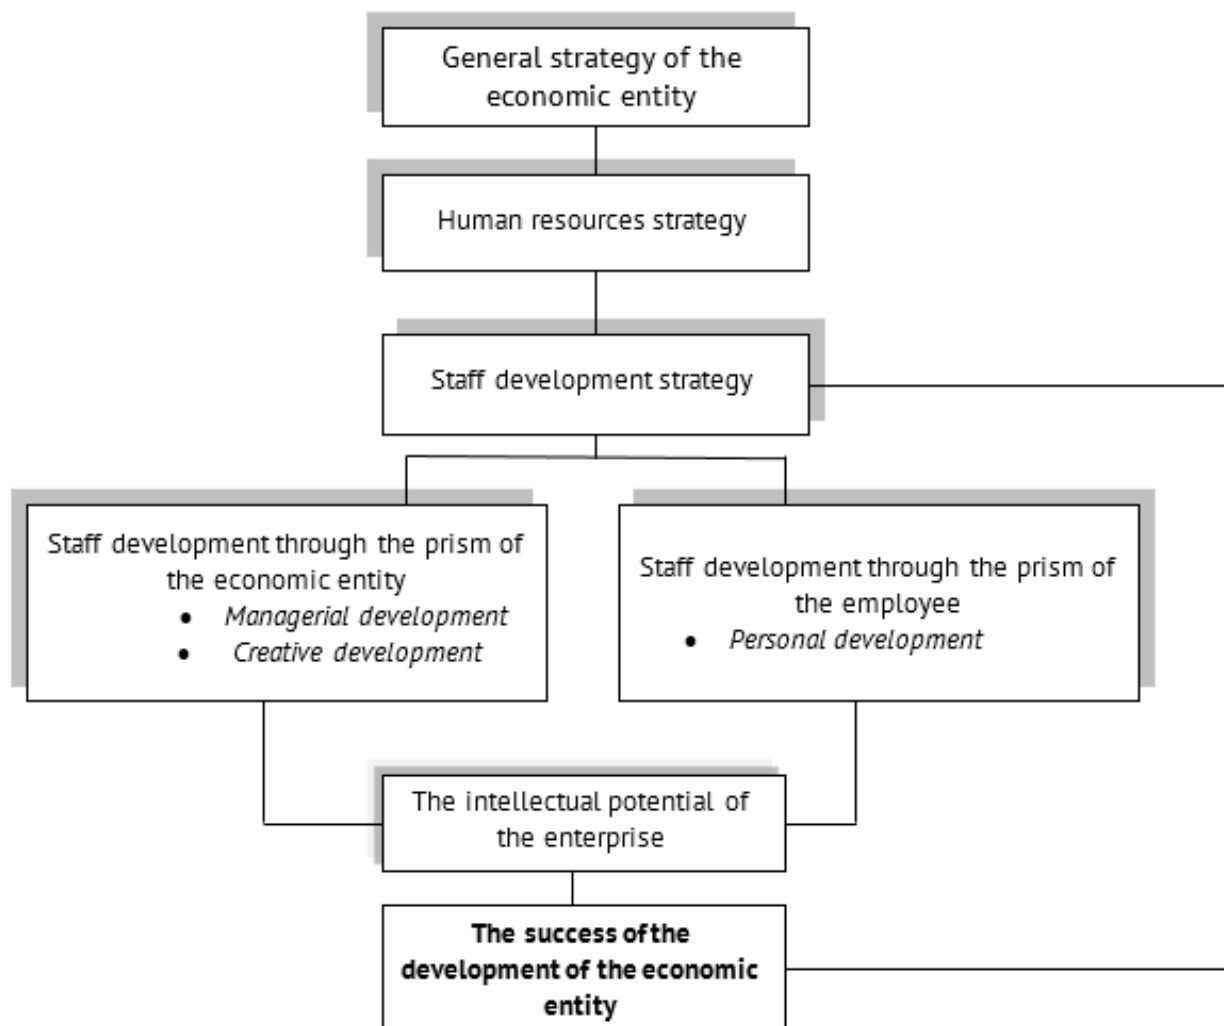 General strategy of the
economic entity
Human resources strategy
Staff development strategy
Staff development through the prism of
the economic entity
• Managerial development
• Creative development
Staff development through the prism of
the employee
• Personal development
The intellectual potential of
the enterprise
The success of the
development of the economic
entity